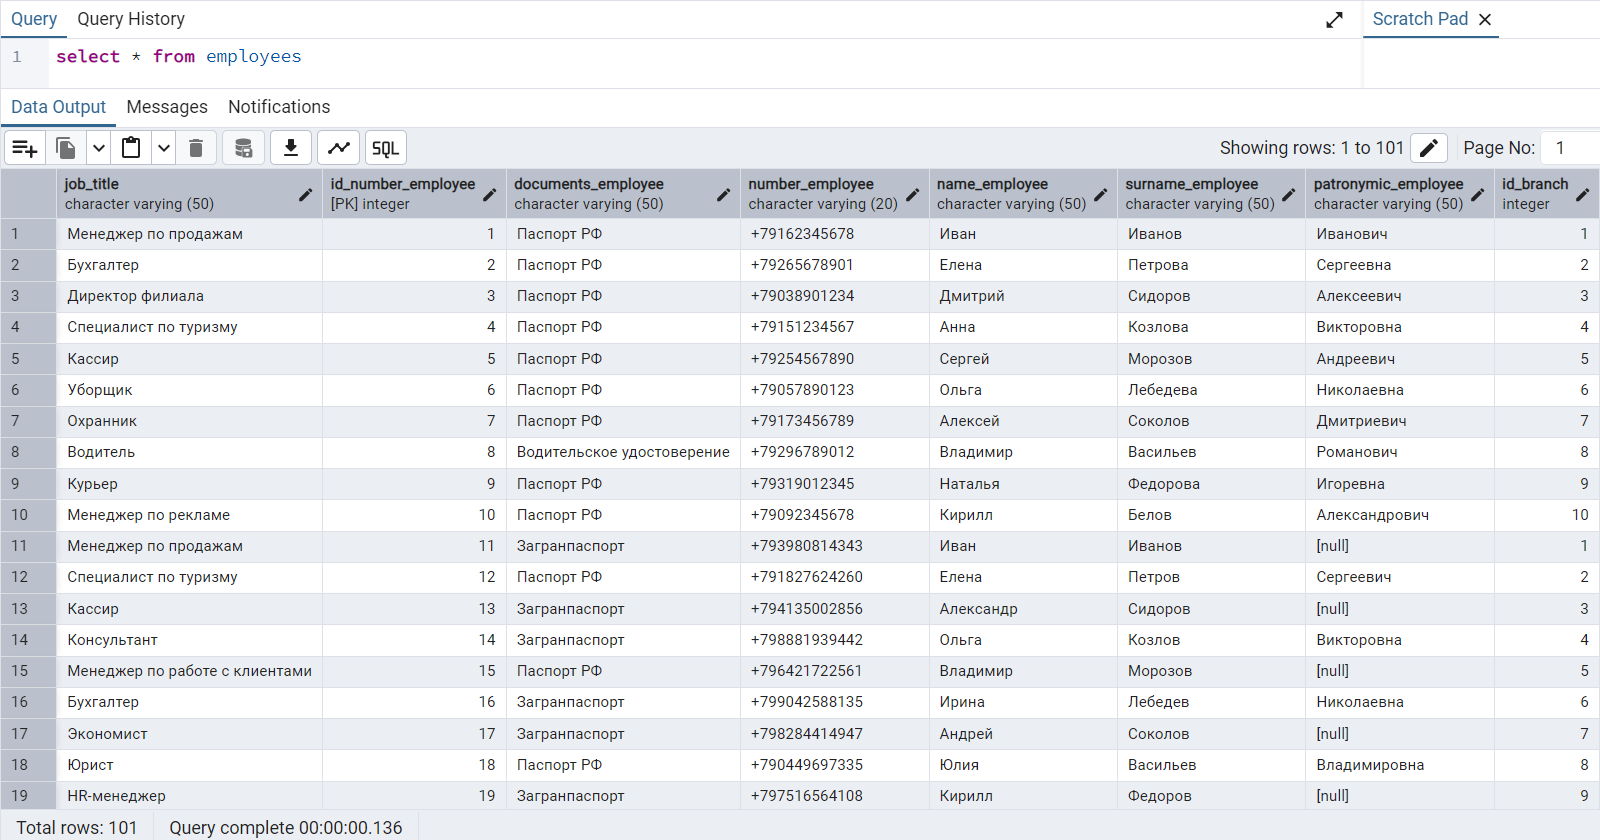 Query Query History Scratch Pad
1 select * from employees
Data Output Messages Notifications
SQL Showing rows: 1 to 101 Page No: 1
job_title id_number_employee documents_employee number_employee name_employee surname_employee patronymic_employee id_branch
character varying (50) [PK] integer character varying (50) character varying (20) character varying (50) character varying (50) character varying (50) integer
1 Менеджер по продажам 1 Паспорт РФ +79162345678 Иван Иванов Иванович 1
2 Бухгалтер 2 Паспорт РФ +79265678901 Елена Петрова Сергеевна 2
3 Директор филиала 3 Паспорт РФ +79038901234 Дмитрий Сидоров Алексеевич 3
4 Специалист по туризму 4 Паспорт РФ +79151234567 Анна Козлова Викторовна 4
5 Кассир 5 Паспорт РФ +79254567890 Сергей Морозов Андреевич 5
6 Уборщик 6 Паспорт РФ +79057890123 Ольга Лебедева Николаевна 6
7 Охранник 7 Паспорт РФ +79173456789 Алексей Соколов Дмитриевич 7
8 Водитель 8 Водительское удостоверение +79296789012 Владимир Васильев Романович 8
9 Курьер 9 Паспорт РФ +79319012345 Наталья Федорова Игоревна 9
10 Менеджер по рекламе 10 Паспорт РФ +79092345678 Кирилл Белов Александрович 10
11 Менеджер по продажам 11 Загранпаспорт +793980814343 Иван Иванов [null] 1
12 Специалист по туризму 12 Паспорт РФ +791827624260 Елена Петров Сергеевич 2
13 Кассир 13 Загранпаспорт +794135002856 Александр Сидоров [null] 3
14 Консультант 14 Загранпаспорт +798881939442 Ольга Козлов Викторовна 4
15 Менеджер по работе с клиентами 15 Паспорт РФ +796421722561 Владимир Морозов [null] 5
16 Бухгалтер 16 Загранпаспорт +799042588135 Ирина Лебедев Николаевна 6
17 Экономист 17 Загранпаспорт +798284414947 Андрей Соколов [null] 7
18 Юрист 18 Паспорт РФ +790449697335 Юлия Васильев Владимировна 8
19 HR-менеджер 19 Загранпаспорт +797516564108 Кирилл Федоров [null] 9
Total rows: 101 Query complete 00:00:00.136